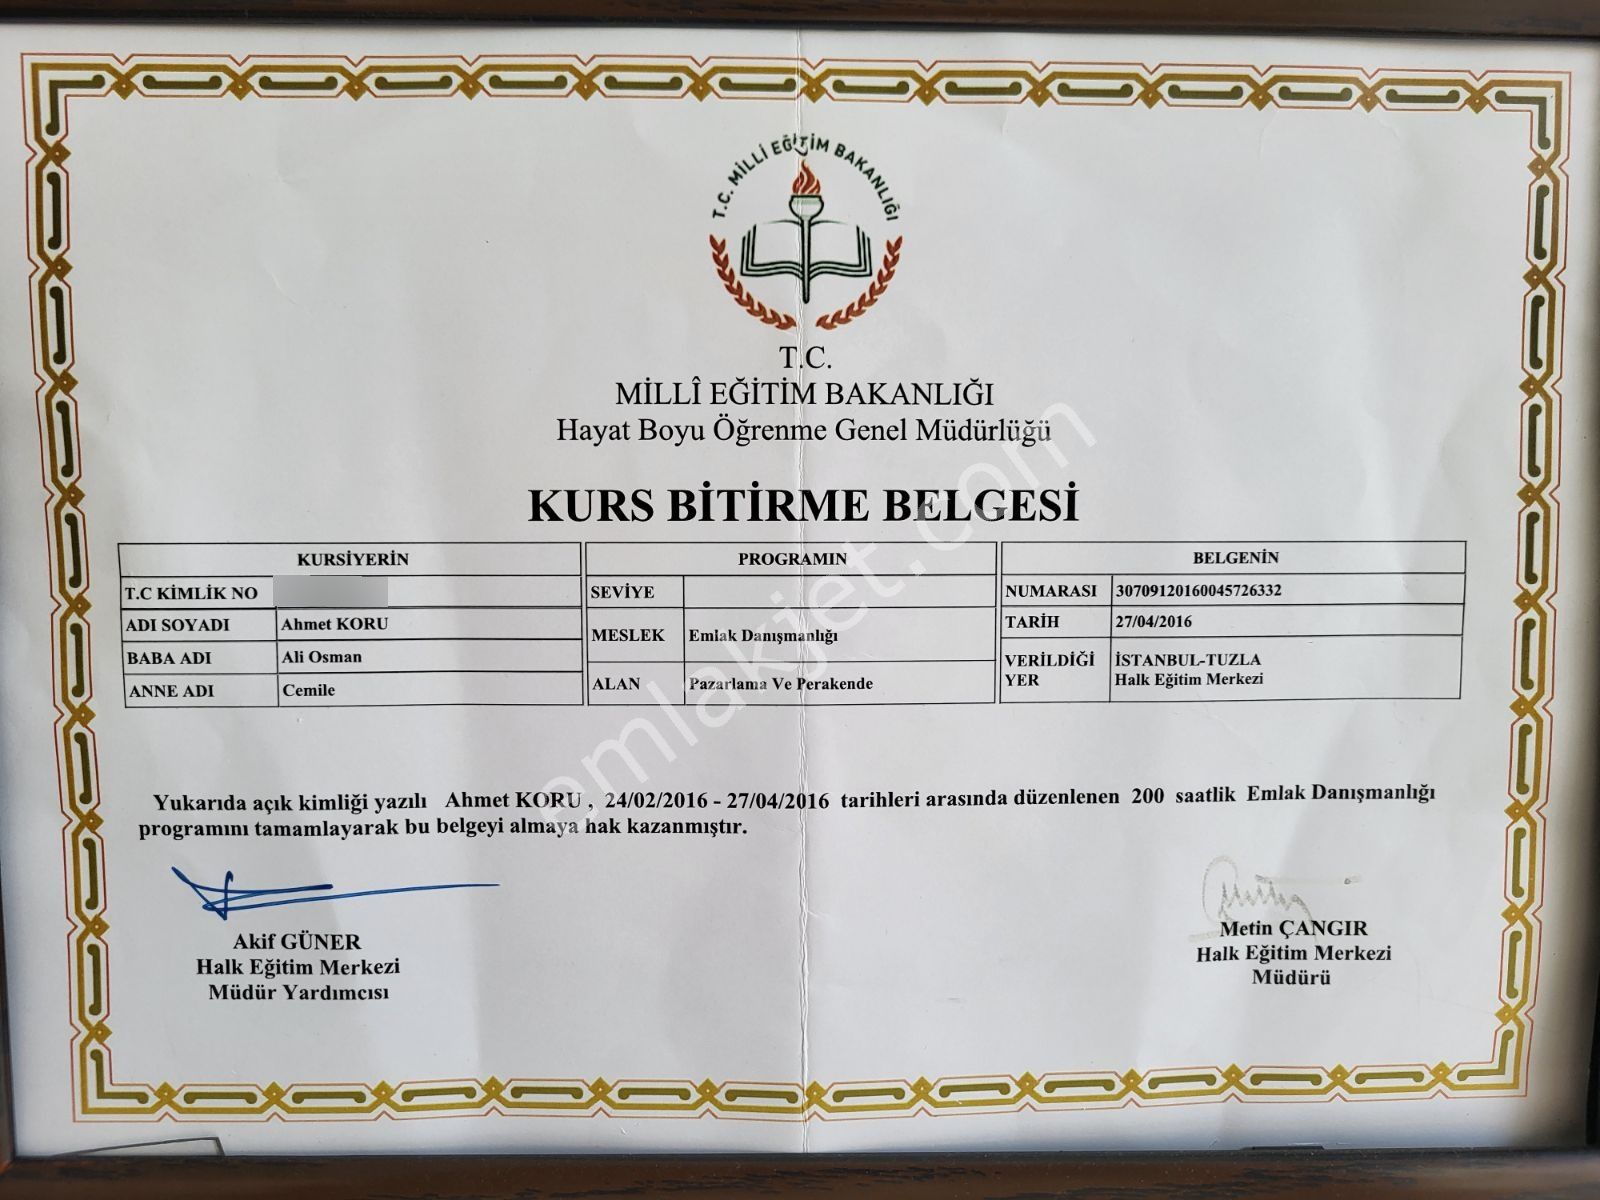 T.C. MİLLİ EĞİTİM BAKANLIĞI
T.C.
MİLLÎ EĞİTİM BAKANLIĞI
Hayat Boyu Öğrenme Genel Müdürlüğü
KURS BİTİRME BELGESİ
KURSİYERİN
T.C KİMLİK NO
ADI SOYADI Ahmet KORU
BABA ADI Ali Osman
ANNE ADI Cemile
PROGRAMIN
SEVİYE
MESLEK Emlak Danışmanlığı
ALAN Pazarlama Ve Perakende
BELGENİN
NUMARASI 30709120160045726332
TARİH 27/04/2016
VERİLDİĞİ YER İSTANBUL-TUZLA
Halk Eğitim Merkezi
Yukarıda açık kimliği yazılı Ahmet KORU , 24/02/2016 - 27/04/2016 tarihleri arasında düzenlenen 200 saatlik Emlak Danışmanlığı
programını tamamlayarak bu belgeyi almaya hak kazanmıştır.
Akif GÜNER
Halk Eğitim Merkezi
Müdür Yardımcısı
Metin ÇANGIR
Halk Eğitim Merkezi
Müdürü
emlakjet.com